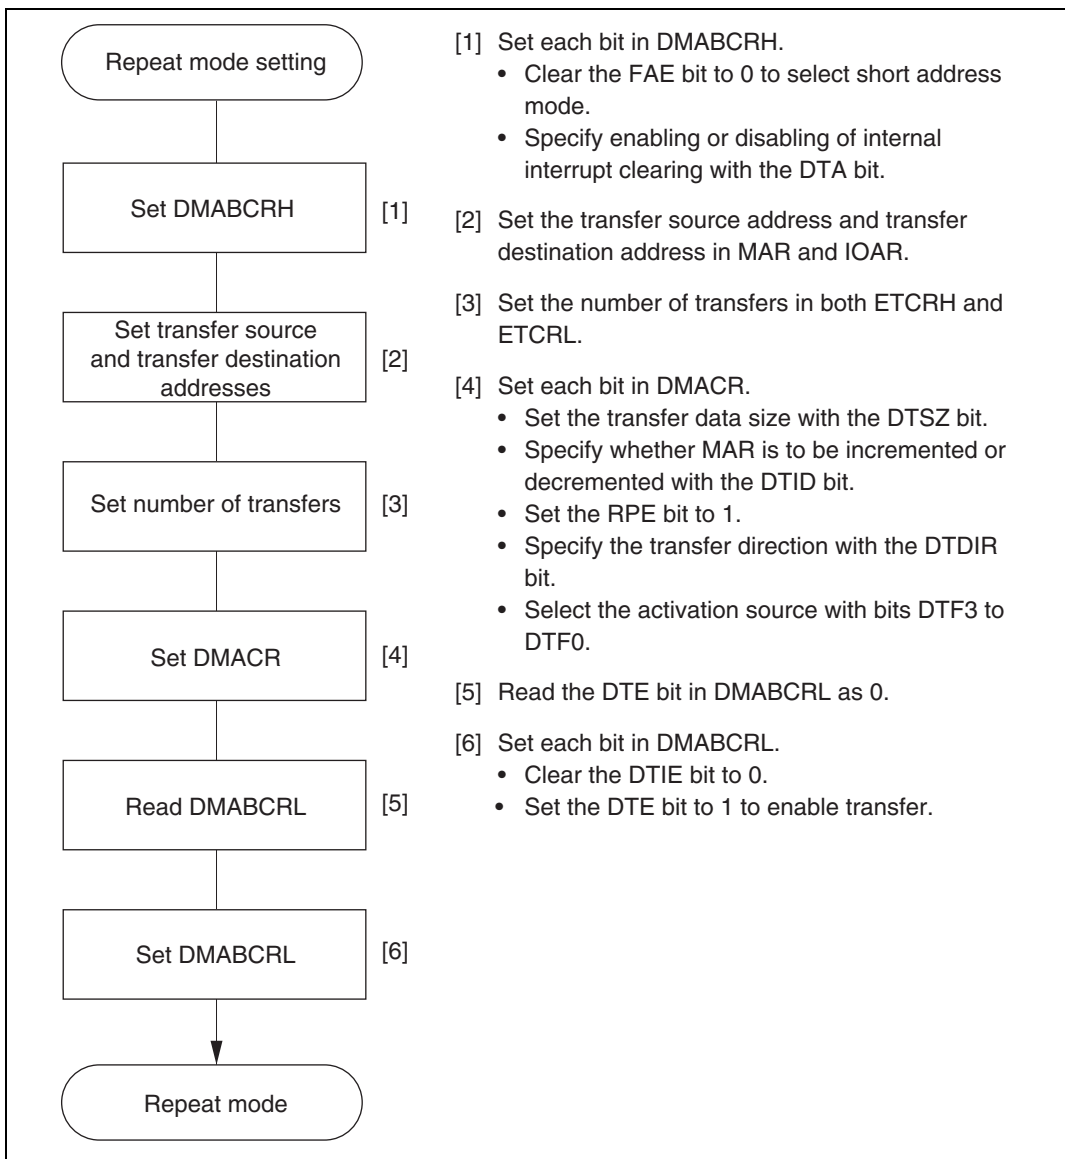 Repeat mode setting
Set DMABCRH
[1]
Set transfer source
and transfer destination
addresses
[2]
Set number of transfers
[3]
Set DMACR
[4]
Read DMABCRL
[5]
Set DMABCRL
[6]
Repeat mode
[1] Set each bit in DMABCRH.
• Clear the FAE bit to 0 to select short address
mode.
• Specify enabling or disabling of internal
interrupt clearing with the DTA bit.
[2] Set the transfer source address and transfer
destination address in MAR and IOAR.
[3] Set the number of transfers in both ETCRH and
ETCRL.
[4] Set each bit in DMACR.
• Set the transfer data size with the DTSZ bit.
• Specify whether MAR is to be incremented or
decremented with the DTID bit.
• Set the RPE bit to 1.
• Specify the transfer direction with the DTDIR
bit.
• Select the activation source with bits DTF3 to
DTF0.
[5] Read the DTE bit in DMABCRL as 0.
[6] Set each bit in DMABCRL.
• Clear the DTIE bit to 0.
• Set the DTE bit to 1 to enable transfer.